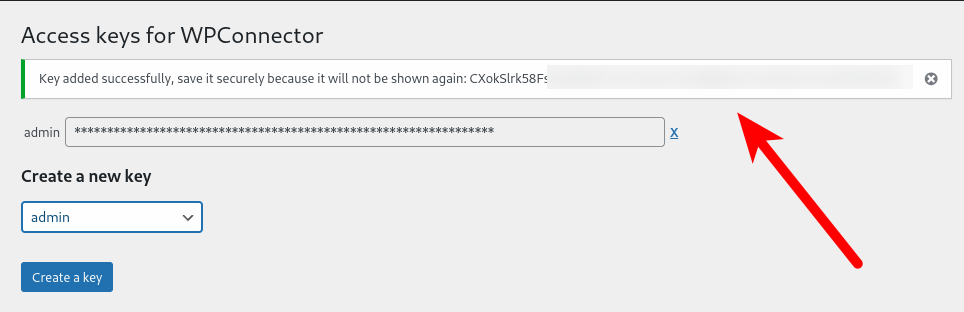 Access keys for WPConnector
Key added successfully, save it securely because it will not be shown again: CXokSlrk58Fs
admin ****************************************************************** X
Create a new key
admin
Create a key